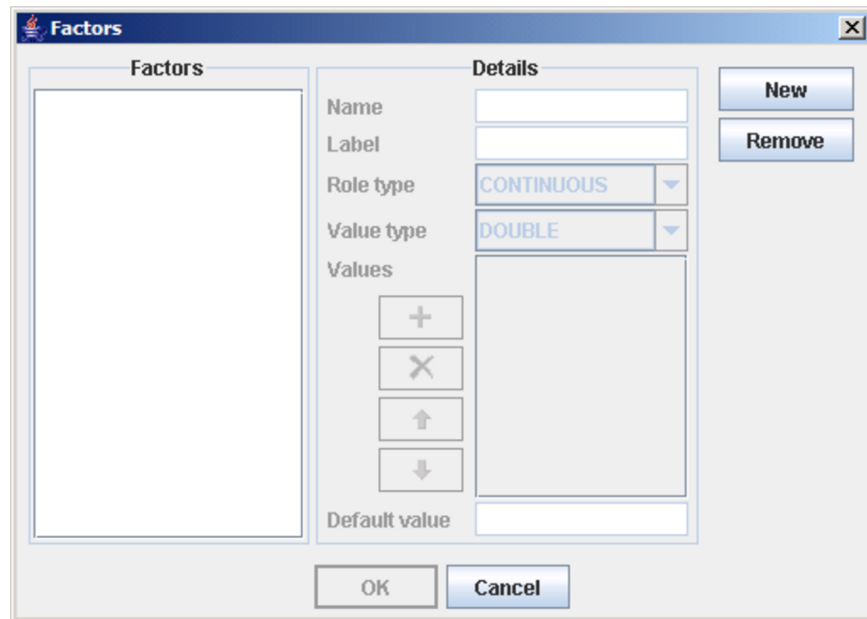 Factors
Factors
Details
New
Remove
Name
Label
Role type CONTINUOUS
Value type DOUBLE
Values
Default value
OK Cancel